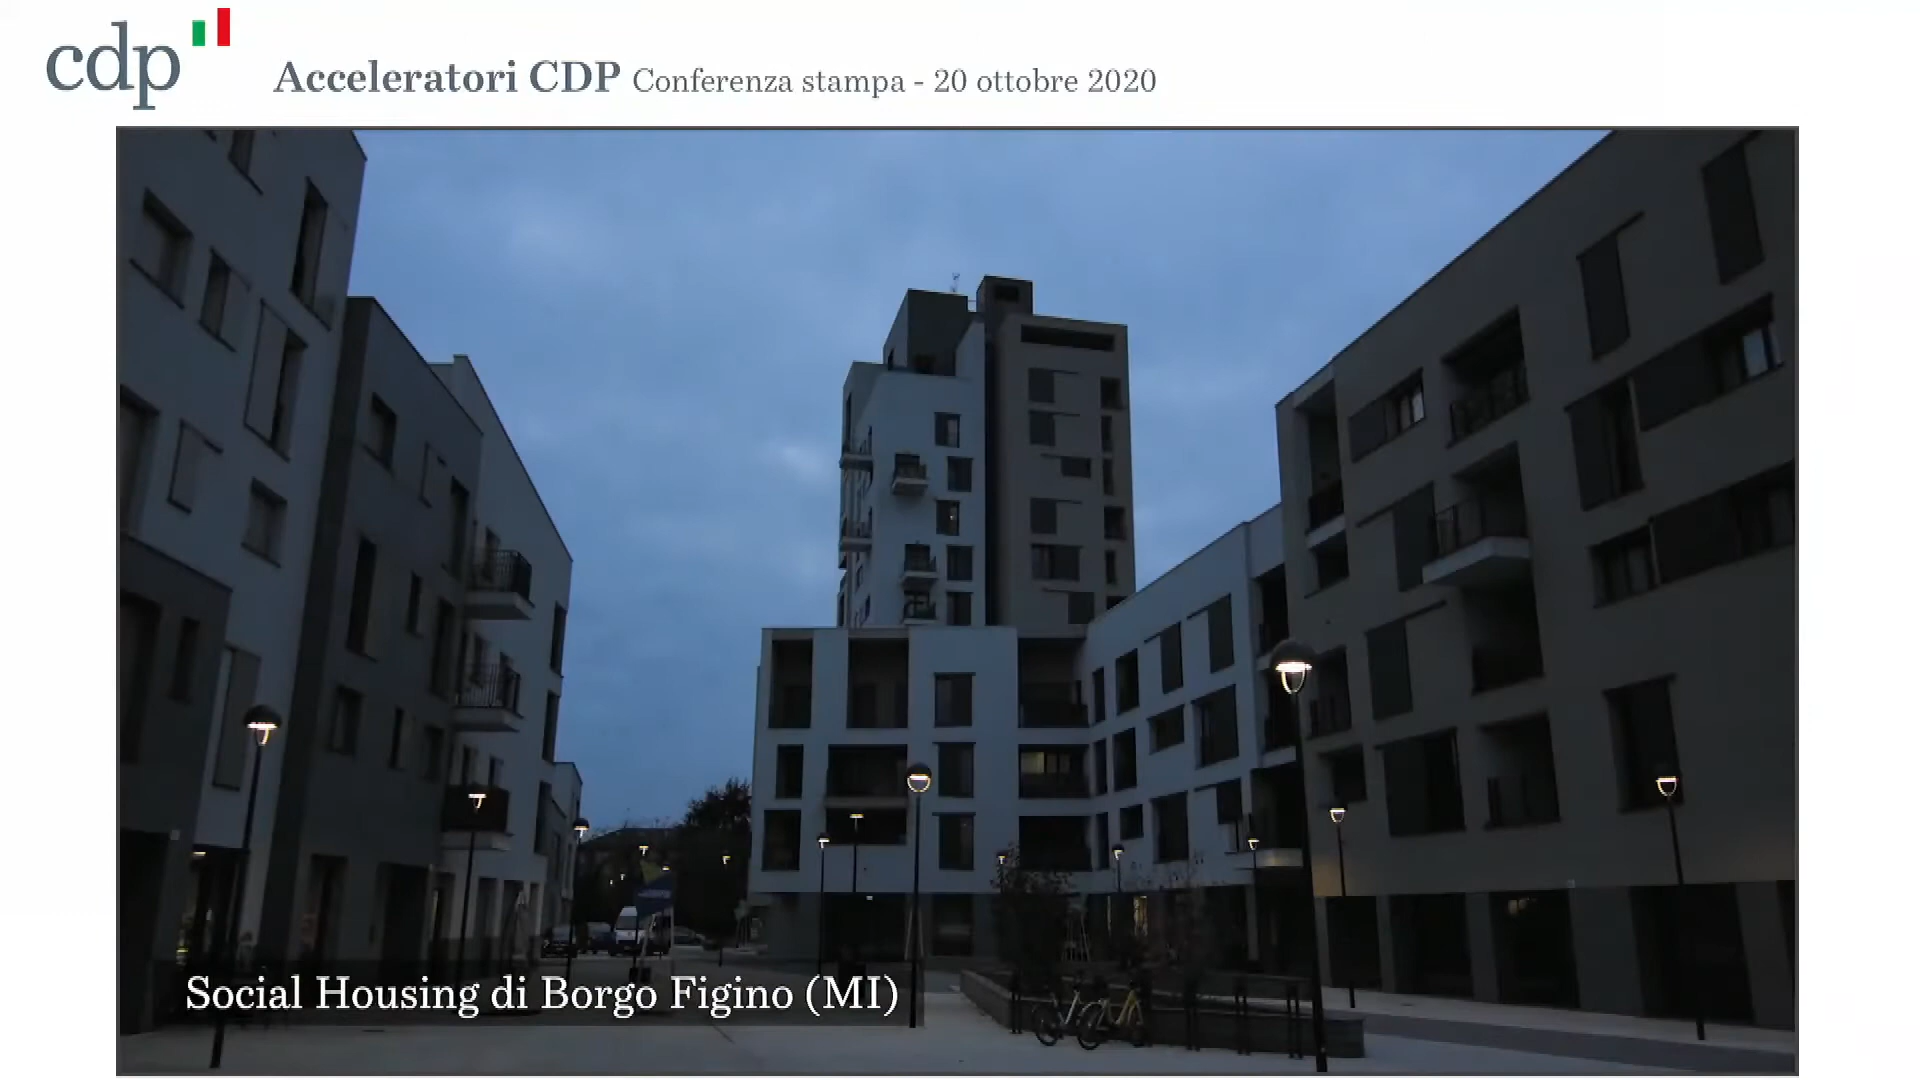 cdp
Acceleratori CDP Conferenza stampa - 20 ottobre 2020
Social Housing di Borgo Figino (MI)